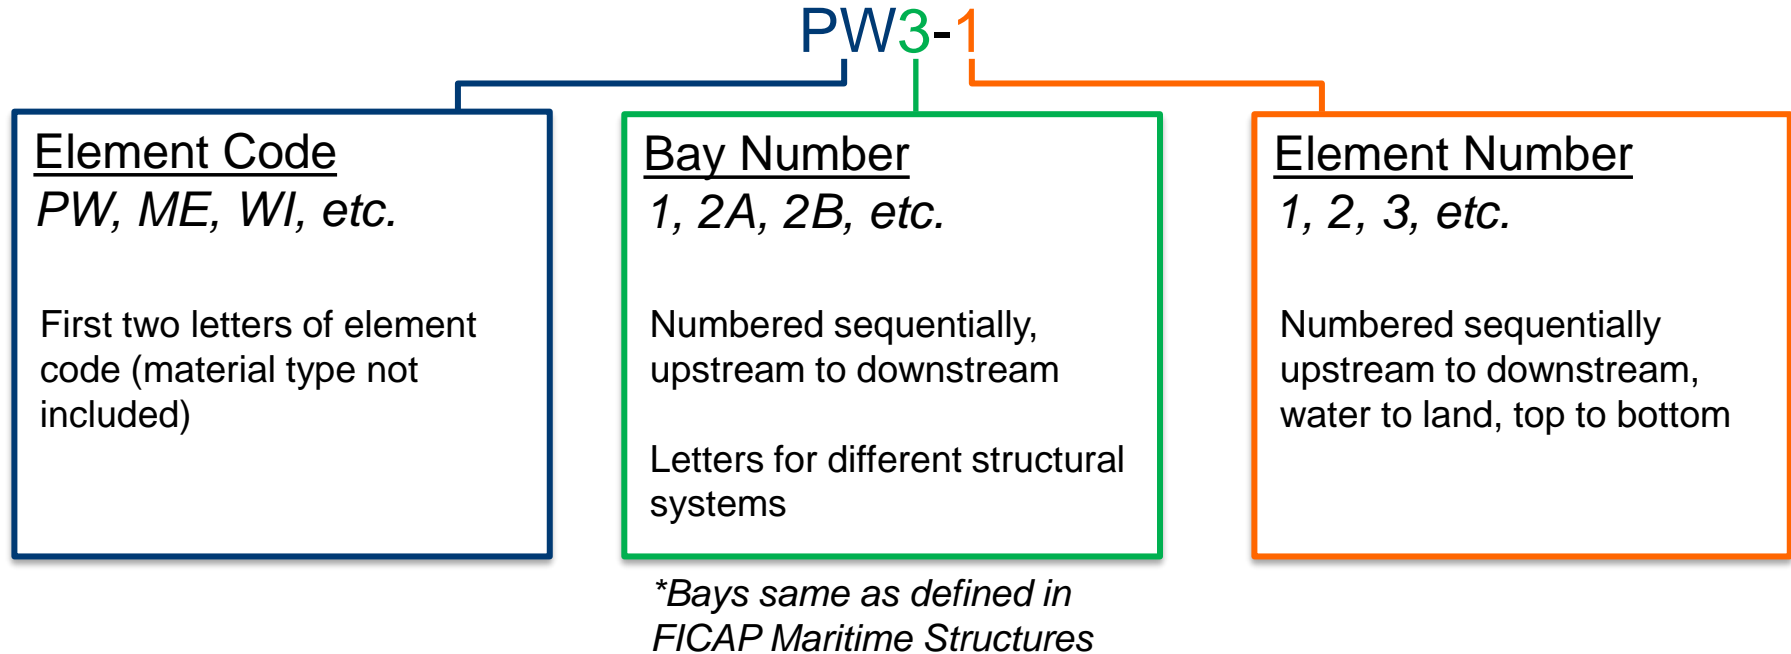 PW3-1
Element Code
PW, ME, WI, etc.
First two letters of element
code (material type not
included)
Bay Number
1, 2A, 2B, etc.
Numbered sequentially,
upstream to downstream
Letters for different structural
systems
Element Number
1, 2, 3, etc.
Numbered sequentially
upstream to downstream,
water to land, top to bottom
*Bays same as defined in
FICAP Maritime Structures